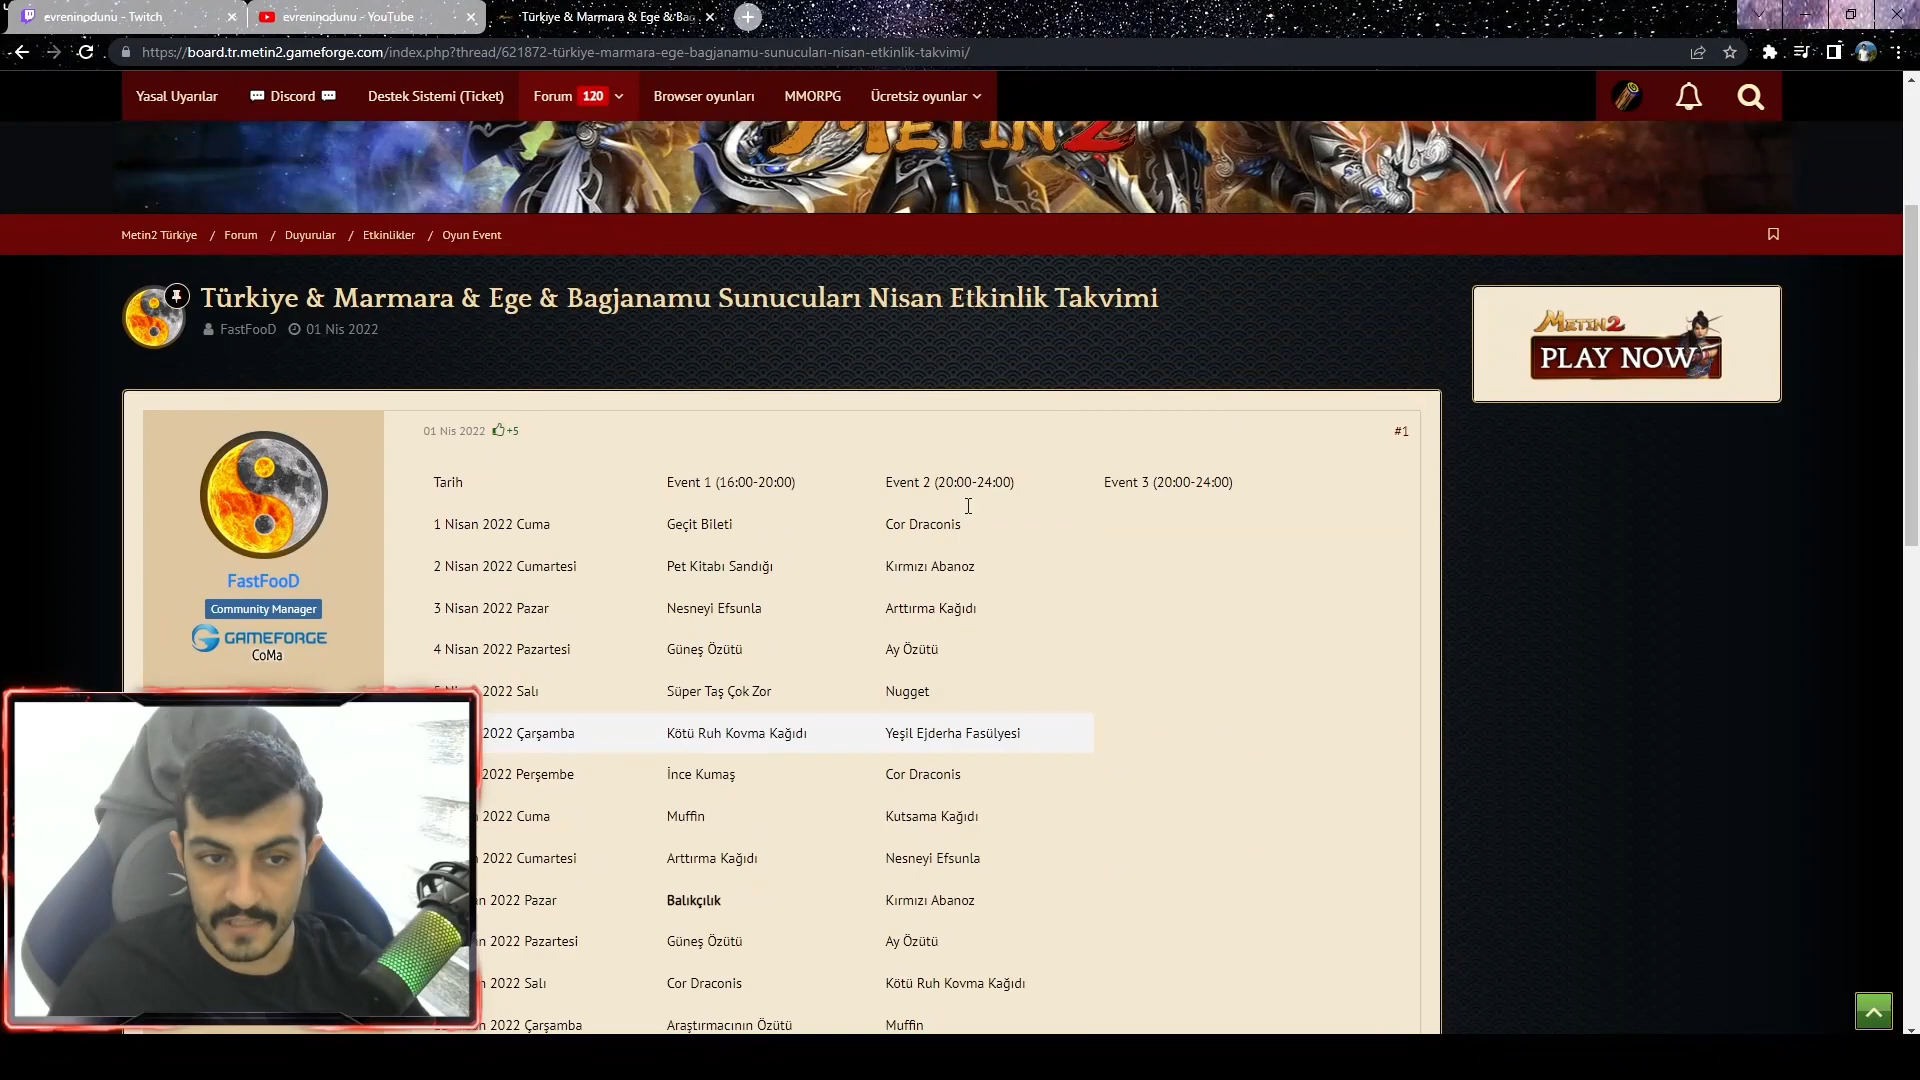 evreninodunu - Twitch
evreninodunu - YouTube
Türkiye & Marmara & Ege & Bag
https://board.tr.metin2.gameforge.com/index.php?thread/621872-türkiye-marmara-ege-bagjanamu-sunucuları-nisan-etkinlik-takvimi/
Yasal Uyarılar
Discord
Destek Sistemi (Ticket)
Forum 120
Browser oyunları
MMORPG
Ücretsiz oyunlar
METIN2
Metin2 Türkiye / Forum / Duyurular / Etkinlikler / Oyun Event
Türkiye & Marmara & Ege & Bagjanamu Sunucuları Nisan Etkinlik Takvimi
FastFooD 01 Nis 2022
METIN2
PLAY NOW
01 Nis 2022 +5
#1
FastFooD
Community Manager
GAMEFORGE
CoMa
Tarih Event 1 (16:00-20:00) Event 2 (20:00-24:00) Event 3 (20:00-24:00)
1 Nisan 2022 Cuma Geçit Bileti Cor Draconis
2 Nisan 2022 Cumartesi Pet Kitabı Sandığı Kırmızı Abanoz
3 Nisan 2022 Pazar Nesneyi Efsunla Arttırma Kağıdı
4 Nisan 2022 Pazartesi Güneş Özütü Ay Özütü
2022 Salı Süper Taş Çok Zor Nugget
2022 Çarşamba Kötü Ruh Kovma Kağıdı Yeşil Ejderha Fasülyesi
2022 Perşembe İnce Kumaş Cor Draconis
2022 Cuma Muffin Kutsama Kağıdı
2022 Cumartesi Arttırma Kağıdı Nesneyi Efsunla
2022 Pazar Balıkçılık Kırmızı Abanoz
2022 Pazartesi Güneş Özütü Ay Özütü
2022 Salı Cor Draconis Kötü Ruh Kovma Kağıdı
2022 Çarşamba Araştırmacının Özütü Muffin